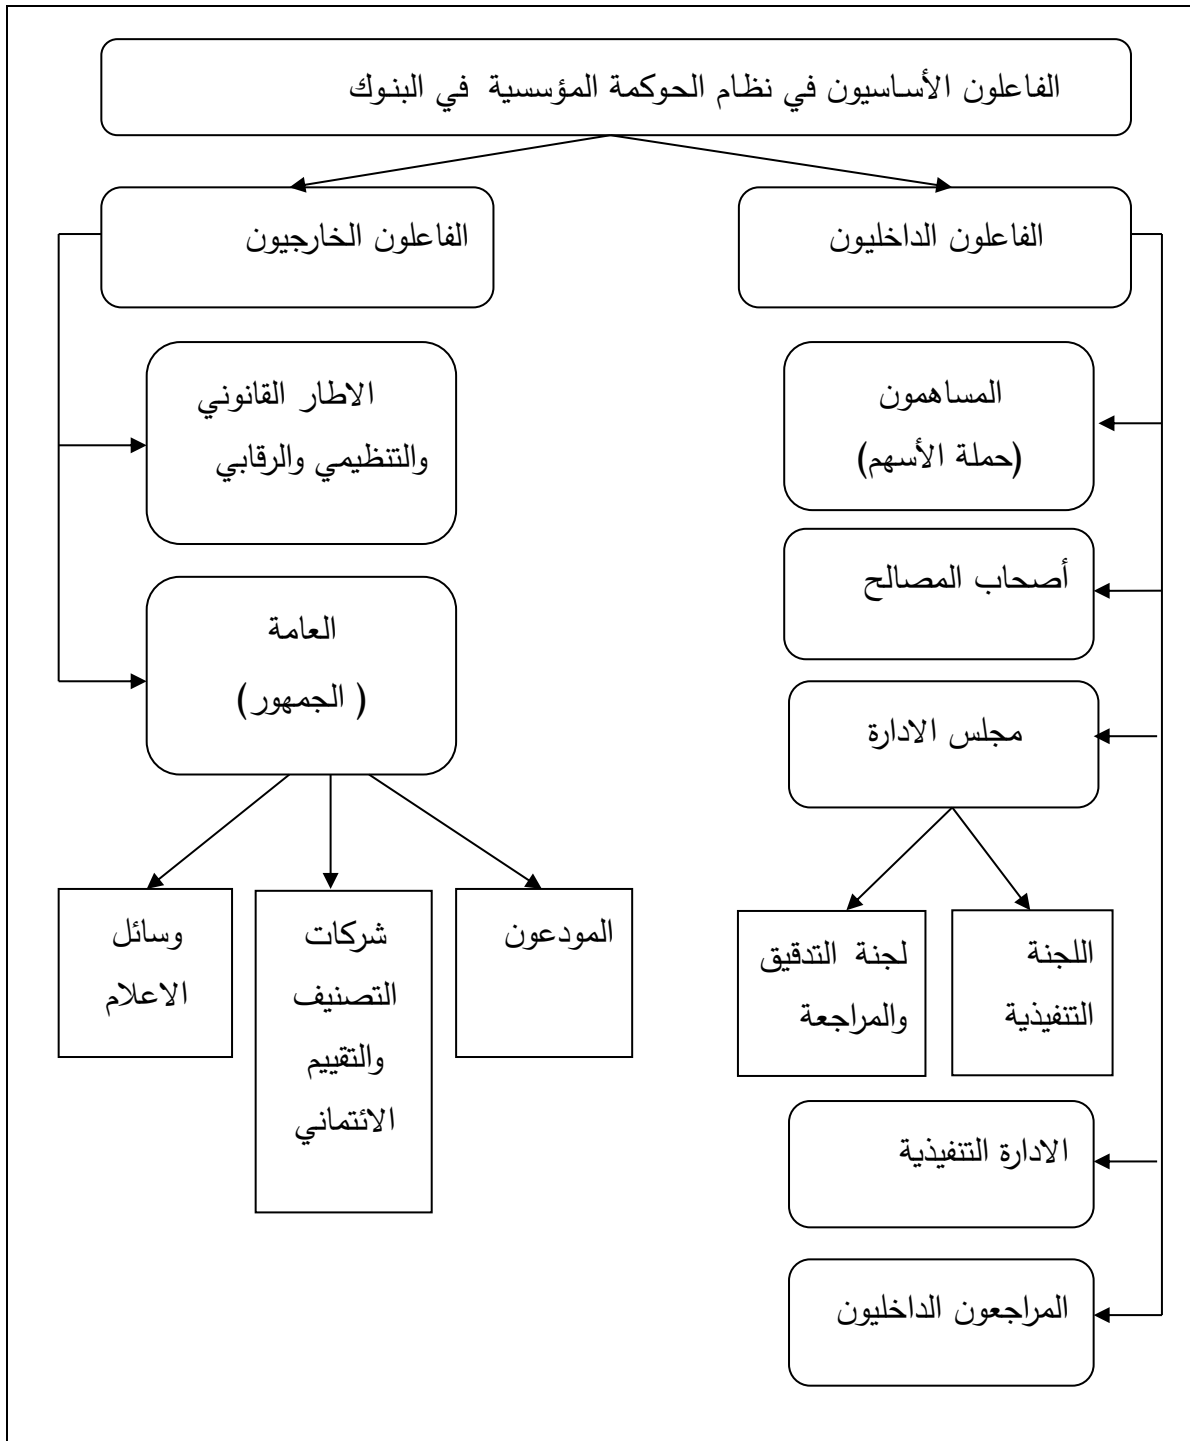 الفاعلون الأساسيون في نظام الحوكمة المؤسسية في البنوك
الفاعلون الداخليون
المساهمون
(حملة الأسهم)
أصحاب المصالح
مجلس الادارة
اللجنة
التنفيذية
لجنة التدقيق
والمراجعة
الادارة التنفيذية
المراجعون الداخليون
الفاعلون الخارجيون
الاطار القانوني
والتنظيمي والرقابي
العامة
( الجمهور)
المودعون
شركات
التصنيف
والتقييم
الائتماني
وسائل
الاعلام